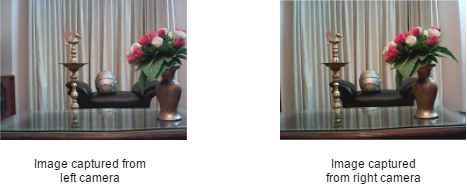 Image captured from
left camera
Image captured
from right camera